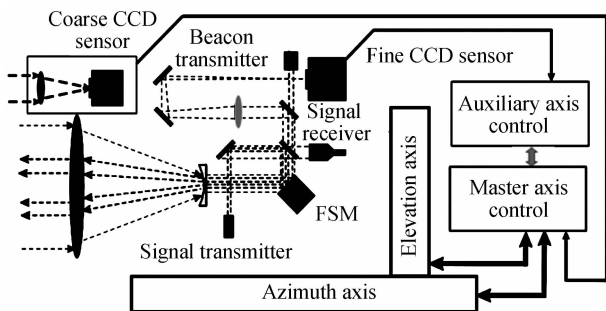 Coarse CCD
sensor
Beacon
transmitter
Fine CCD sensor
Signal
receiver
Auxiliary axis
control
Master axis
control
Elevation axis
FSM
Signal transmitter
Azimuth axis